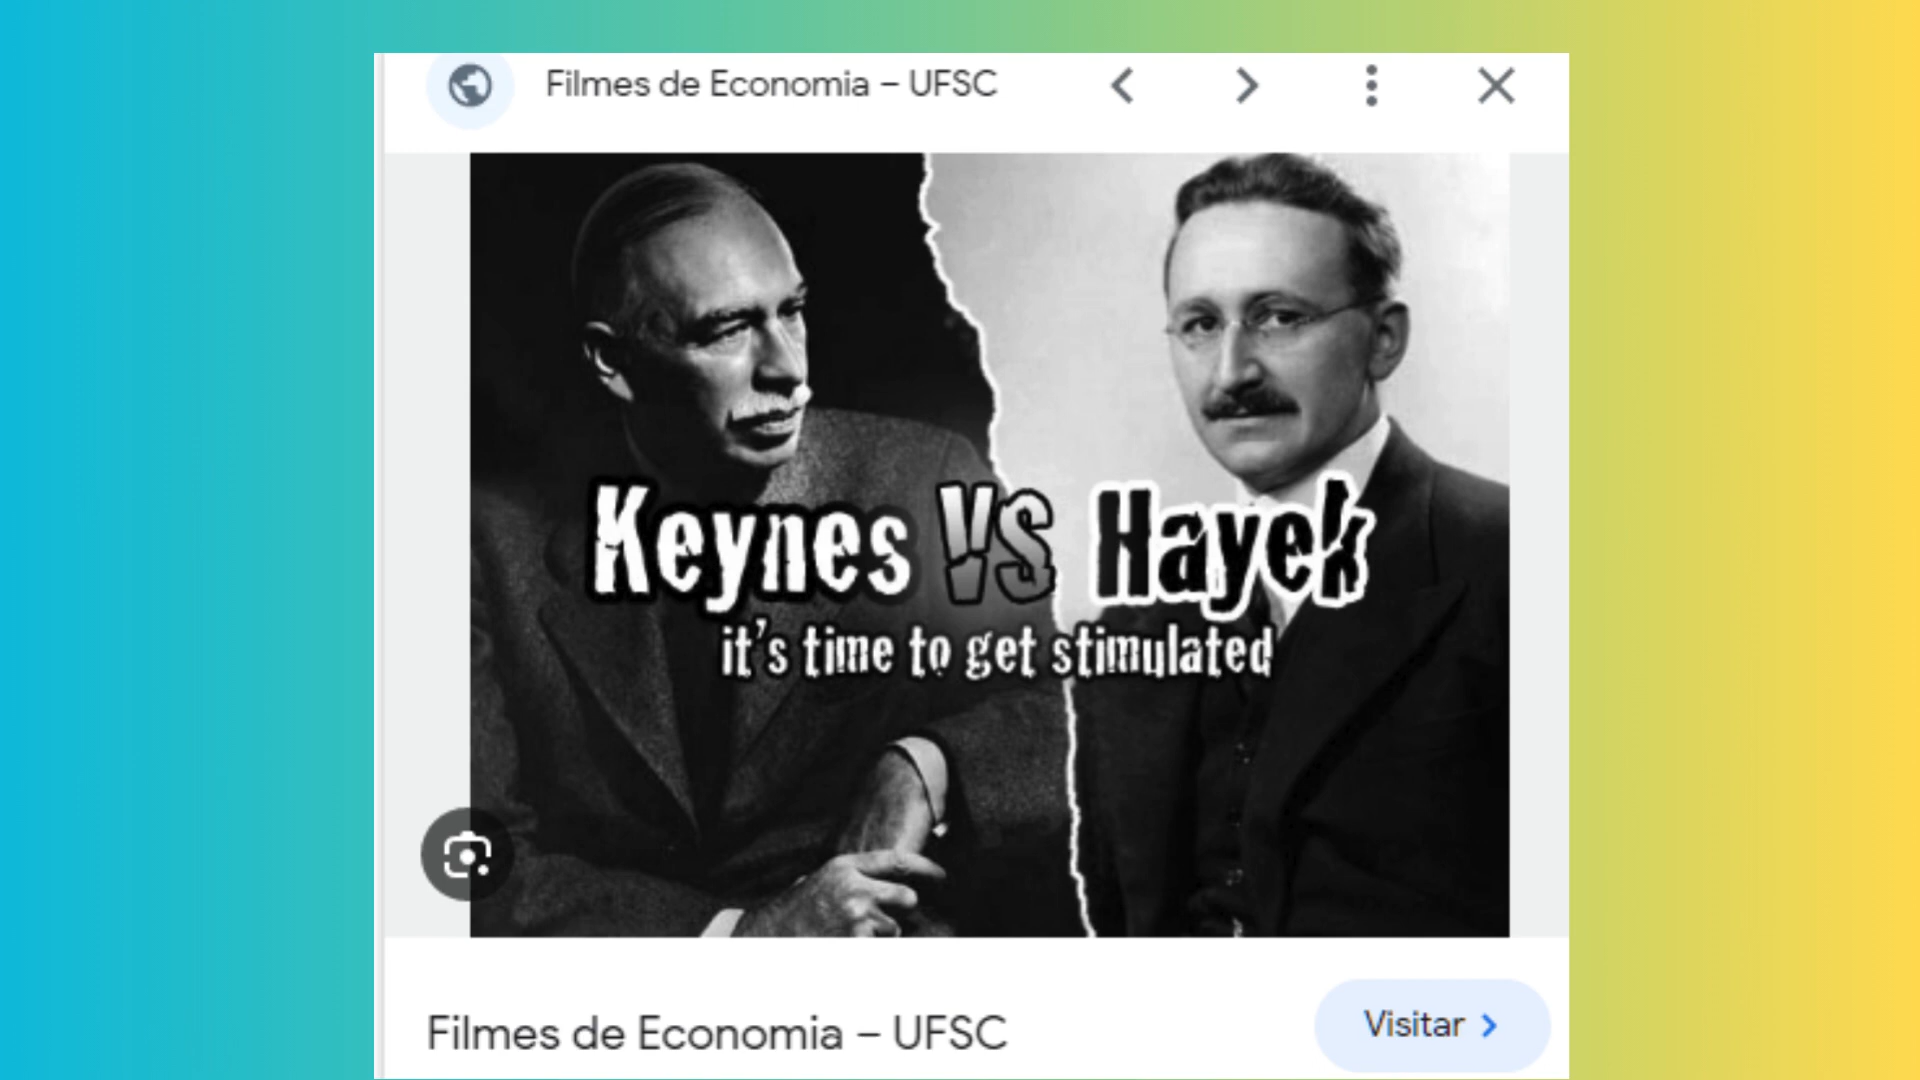 Filmes de Economia – UFSC
Keynes VS Hayek
it's time to get stimulated
Filmes de Economia – UFSC
Visitar